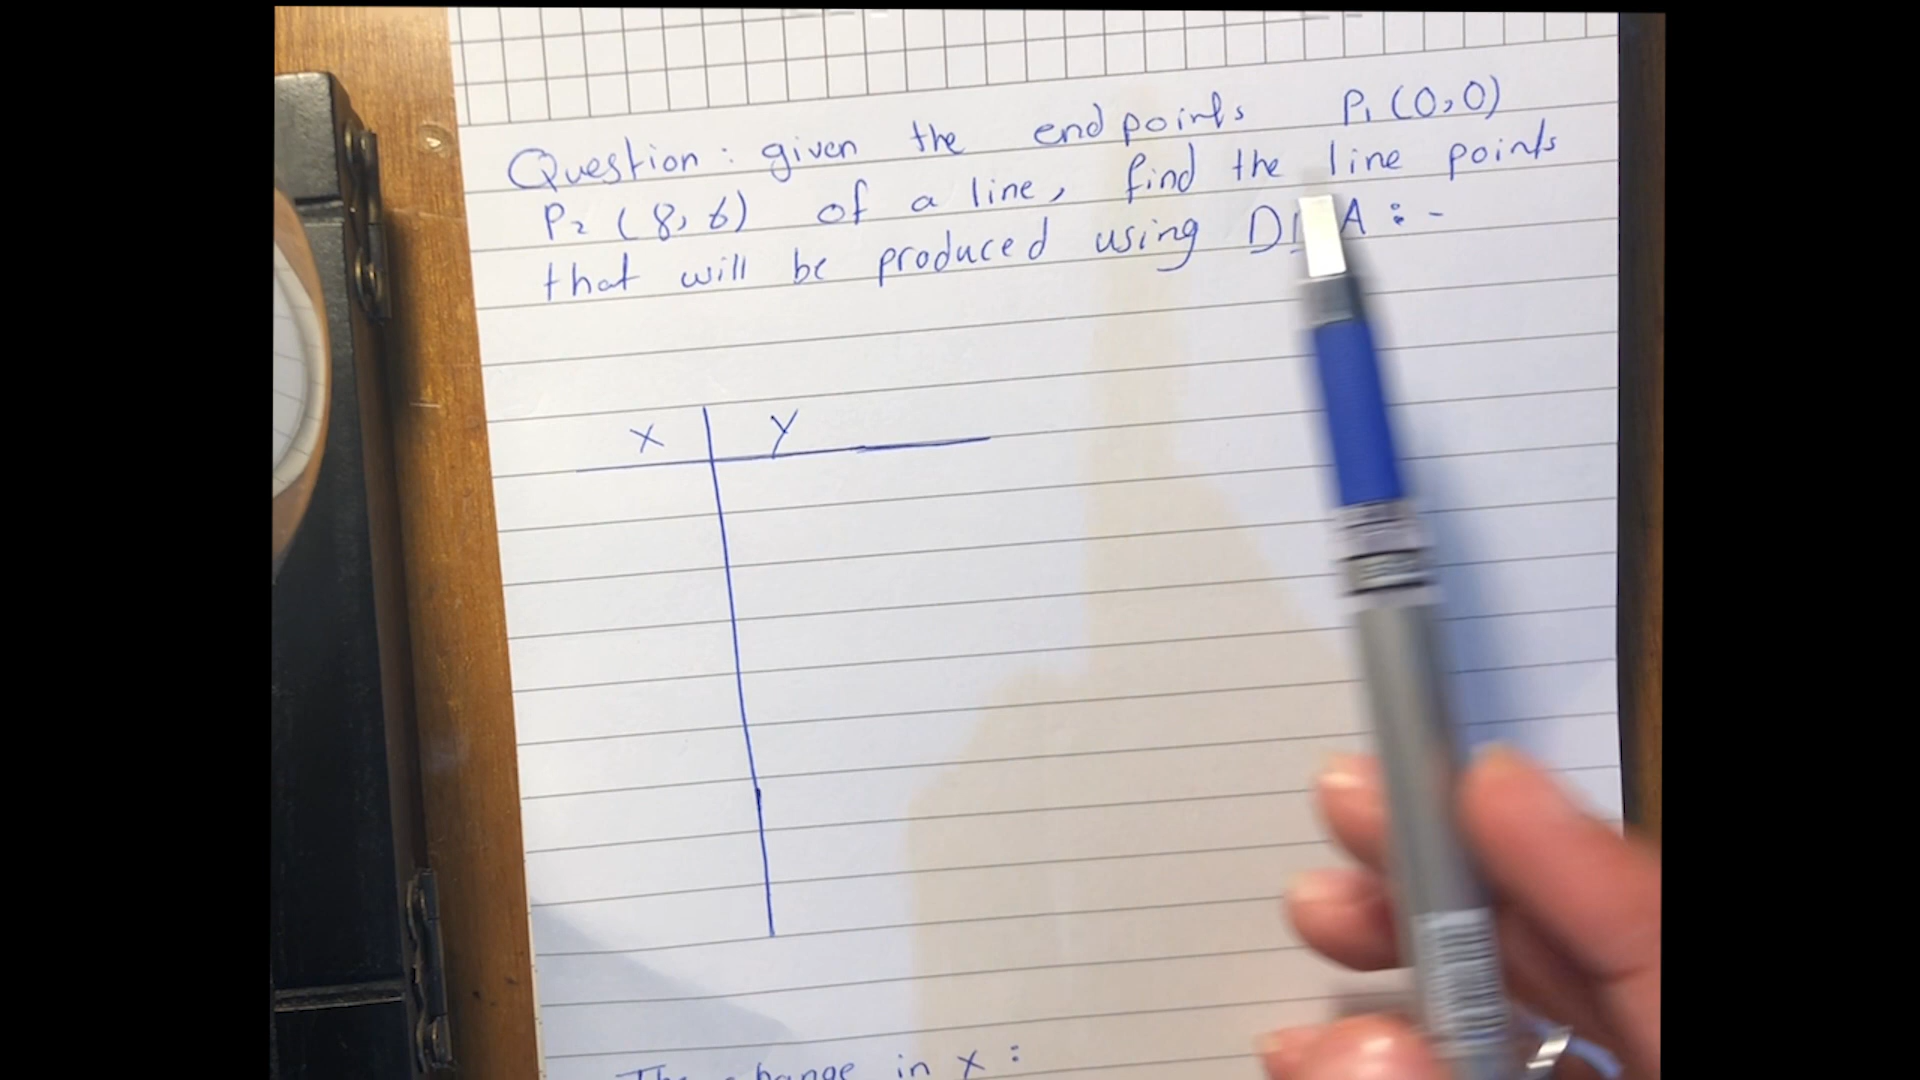 Question: given the end points P1 (0,0)
P2 (8,6) of a line, find the line points
that will be produced using :-
X Y
change in X :